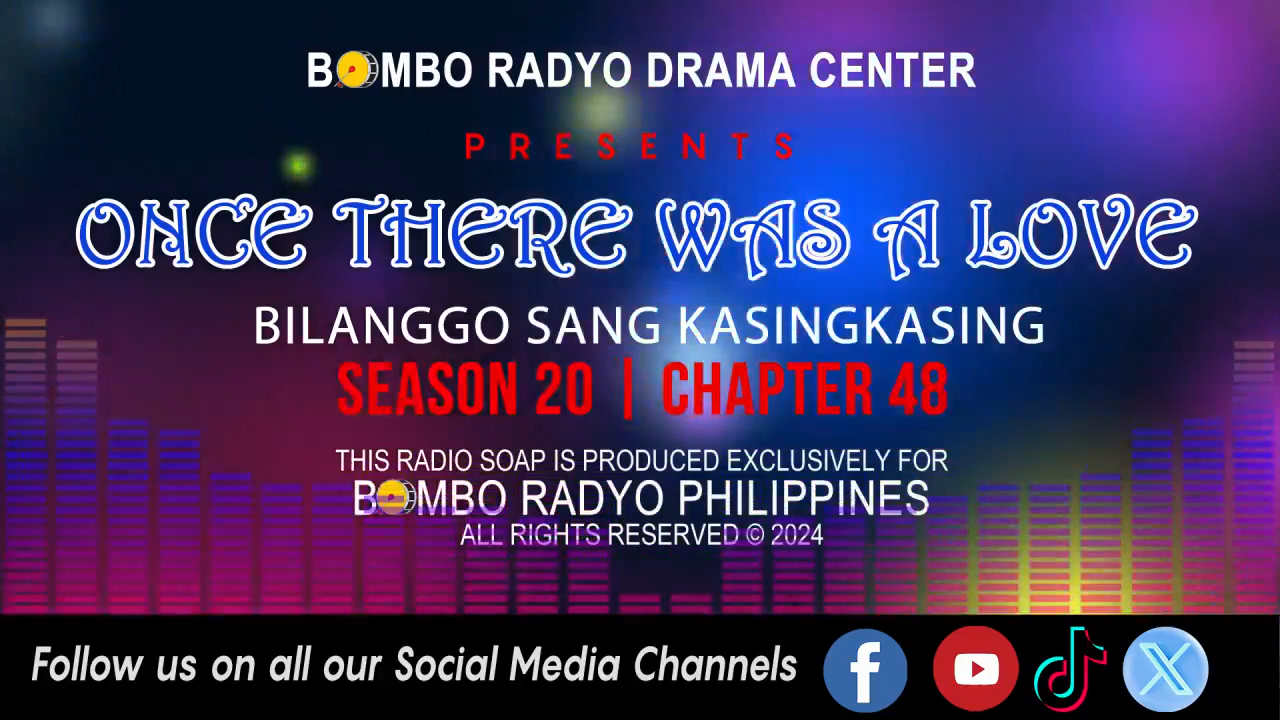 BOMBO RADYO DRAMA CENTER
PRESENTS
ONCE THERE WAS A LOVE
BILANGGO SANG KASINGKASING
SEASON 20 | CHAPTER 48
THIS RADIO SOAP IS PRODUCED EXCLUSIVELY FOR
BOMBO RADYO PHILIPPINES
ALL RIGHTS RESERVED © 2024
Follow us on all our Social Media Channels